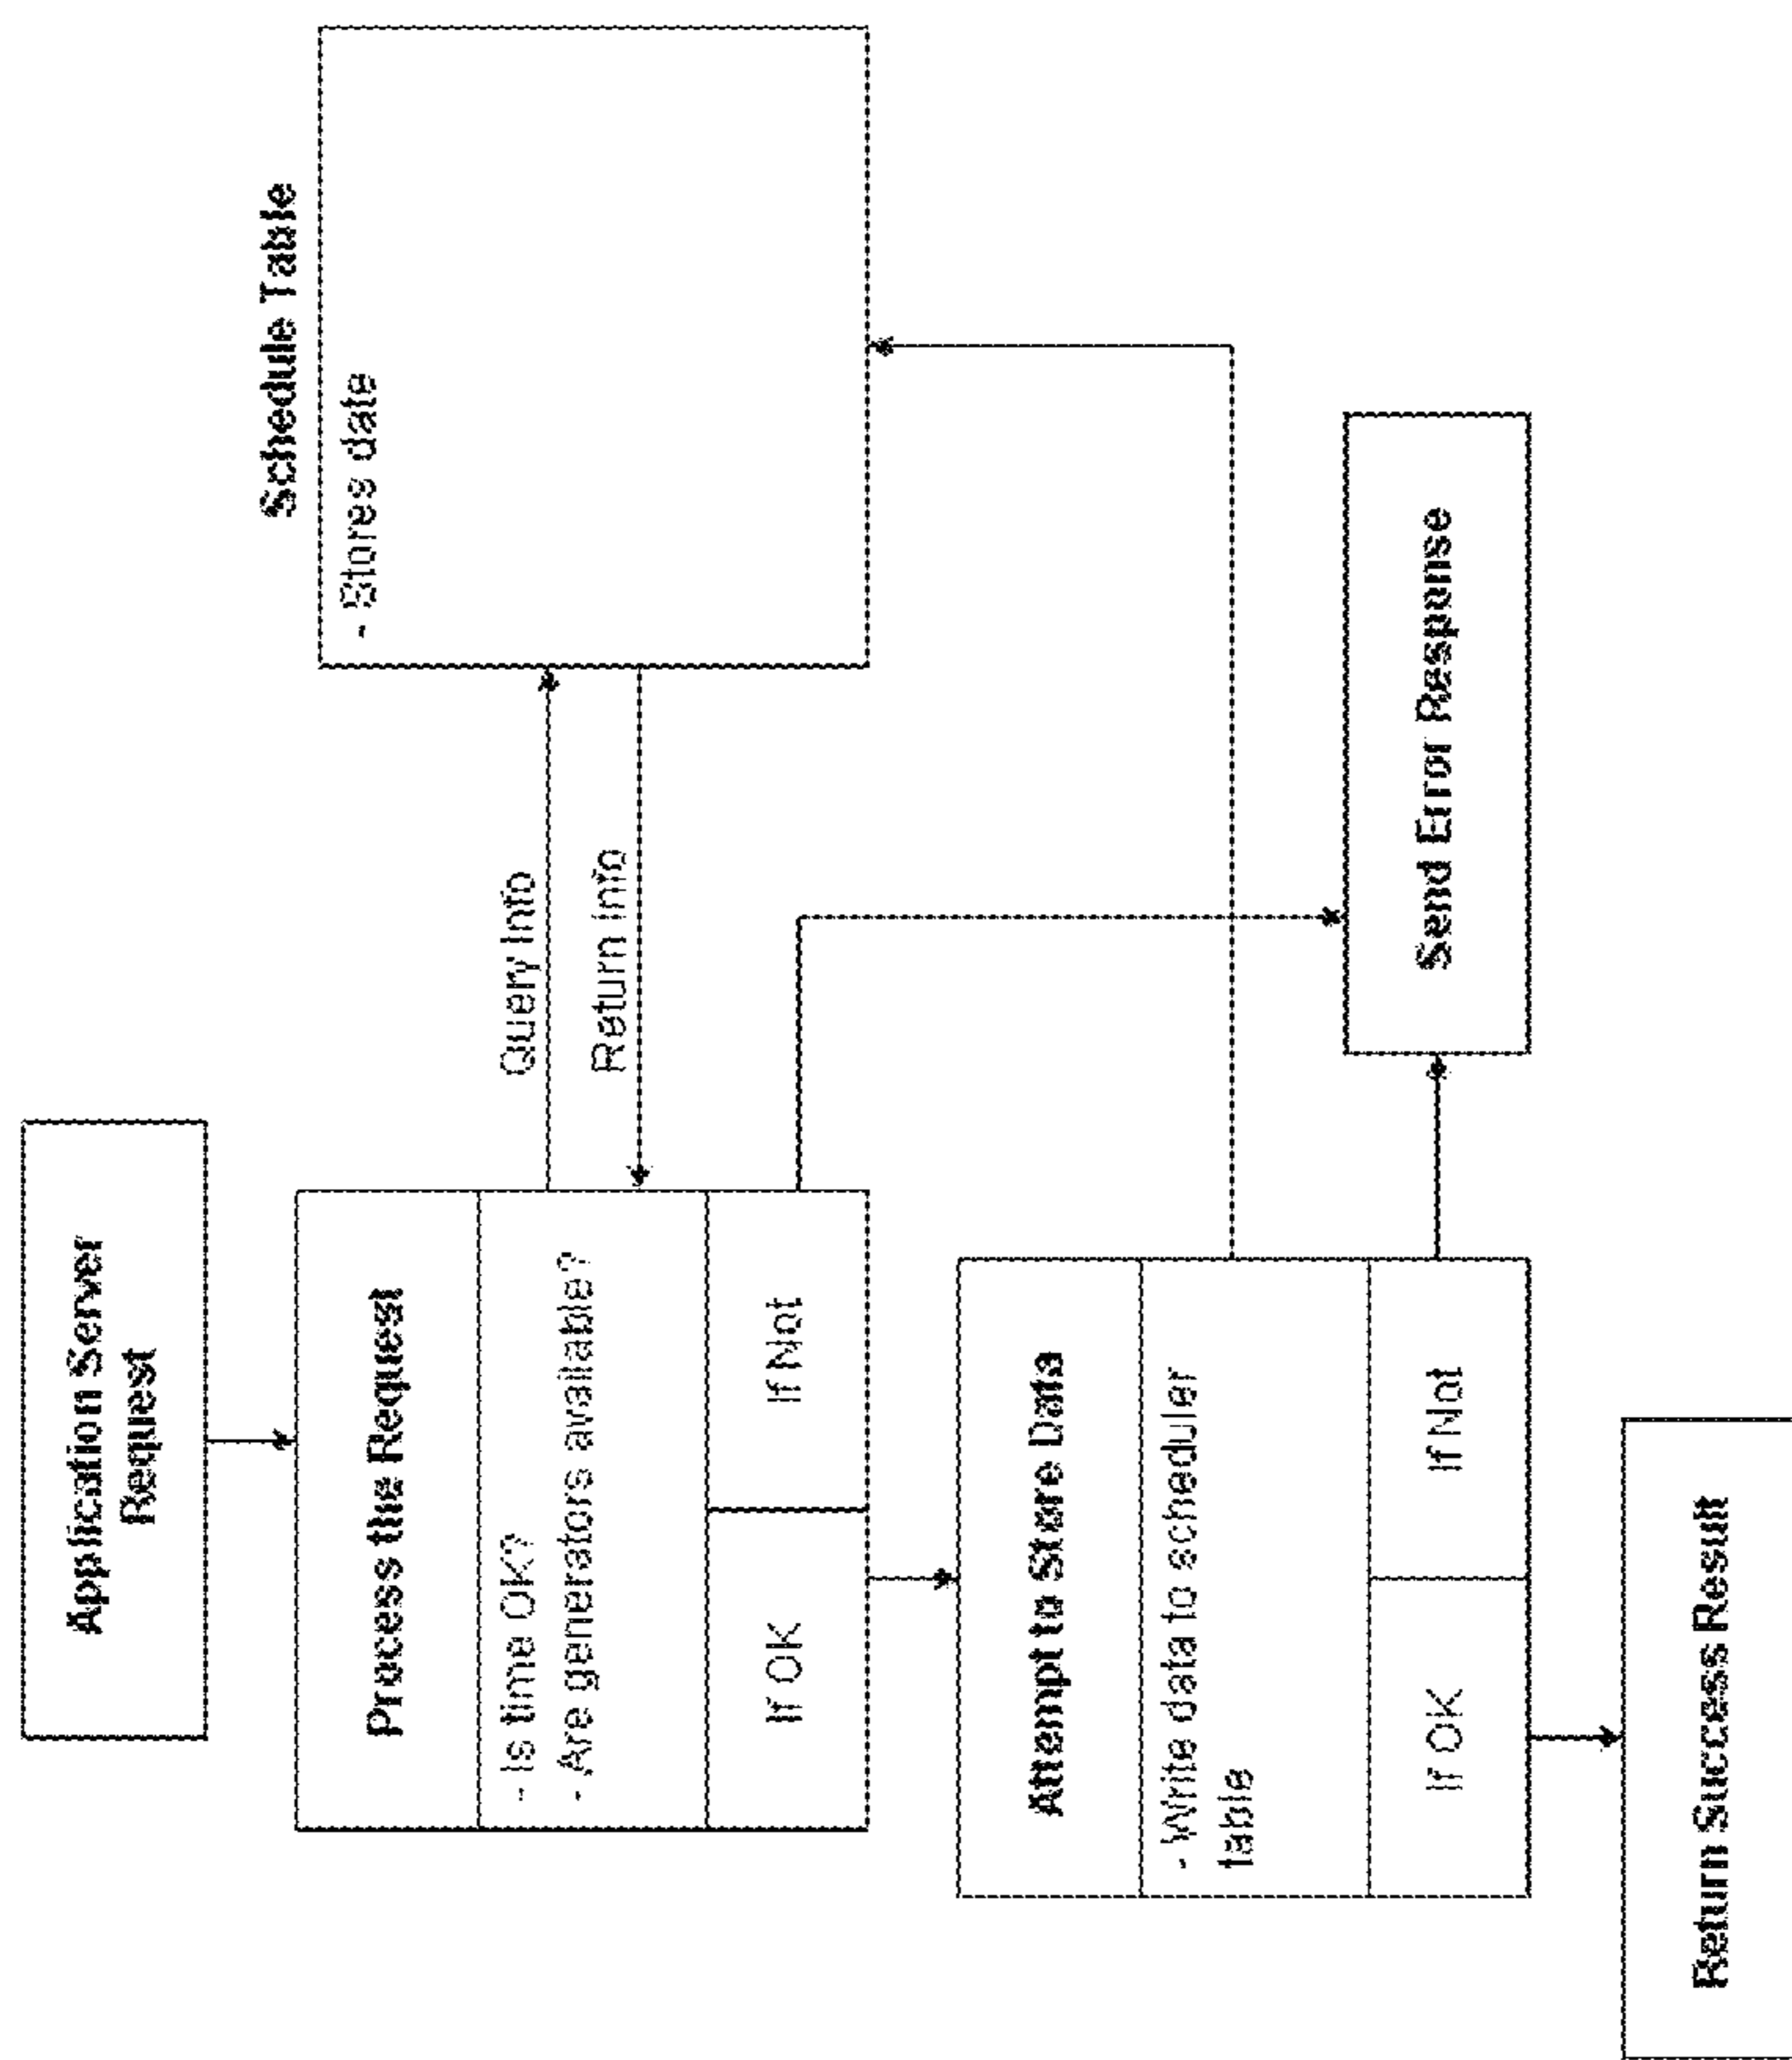 Application Server
Request
Process the Request
- Is time OK?
- Are generators available?
If OK
If Not
Query Info
Return Info
Schedule Table
- Stores date
Attempt to Store Data
- Write data to scheduler
table
If OK
If Not
Send Error Response
Return Success Result